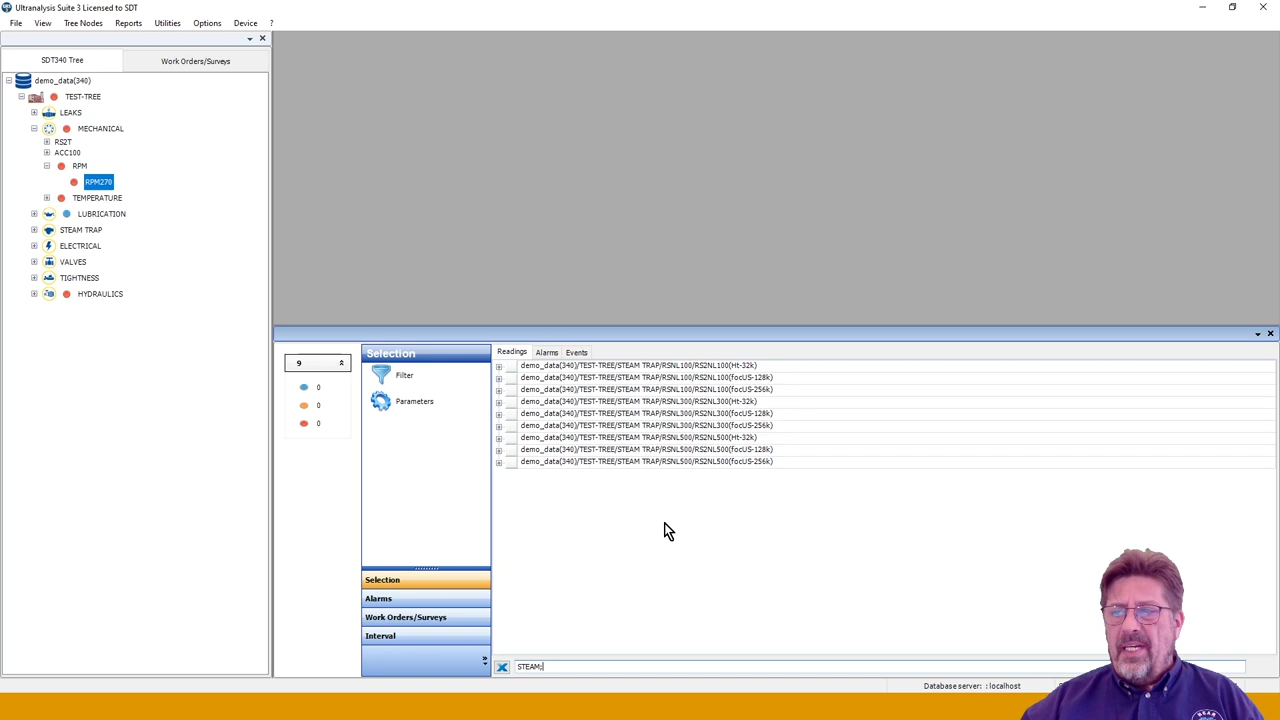 Ultranalysis Suite 3 Licensed to SDT
File View Tree Nodes Reports Utilities Options Device ?
SDT340 Tree
Work Orders/Surveys
demo_data(340)
TEST-TREE
LEAKS
MECHANICAL
RS2T
ACC100
RPM
RPM270
TEMPERATURE
LUBRICATION
STEAM TRAP
ELECTRICAL
VALVES
TIGHTNESS
HYDRAULICS
9
0
0
0
Selection
Filter
Parameters
Selection
Alarms
Work Orders/Surveys
Interval
Readings Alarms Events
demo_data(340)/TEST-TREE/STEAM TRAP/RSNL100/RS2NL100(Ht-32k)
demo_data(340)/TEST-TREE/STEAM TRAP/RSNL100/RS2NL100(focUS-128k)
demo_data(340)/TEST-TREE/STEAM TRAP/RSNL100/RS2NL100(focUS-256k)
demo_data(340)/TEST-TREE/STEAM TRAP/RSNL300/RS2NL300(Ht-32k)
demo_data(340)/TEST-TREE/STEAM TRAP/RSNL300/RS2NL300(focUS-128k)
demo_data(340)/TEST-TREE/STEAM TRAP/RSNL300/RS2NL300(focUS-256k)
demo_data(340)/TEST-TREE/STEAM TRAP/RSNL500/RS2NL500(Ht-32k)
demo_data(340)/TEST-TREE/STEAM TRAP/RSNL500/RS2NL500(focUS-128k)
demo_data(340)/TEST-TREE/STEAM TRAP/RSNL500/RS2NL500(focUS-256k)
STEAM;
Database server: : localhost